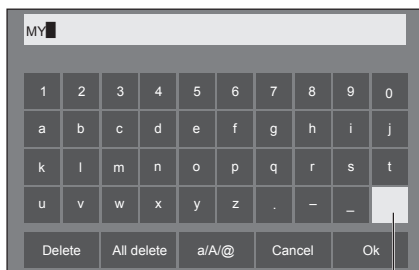 MY
1 2 3 4 5 6 7 8 9 0
a b c d e f g h i j
k l m n o p q r s t
u v w x y z . – _
Delete All delete a/A/@ Cancel Ok